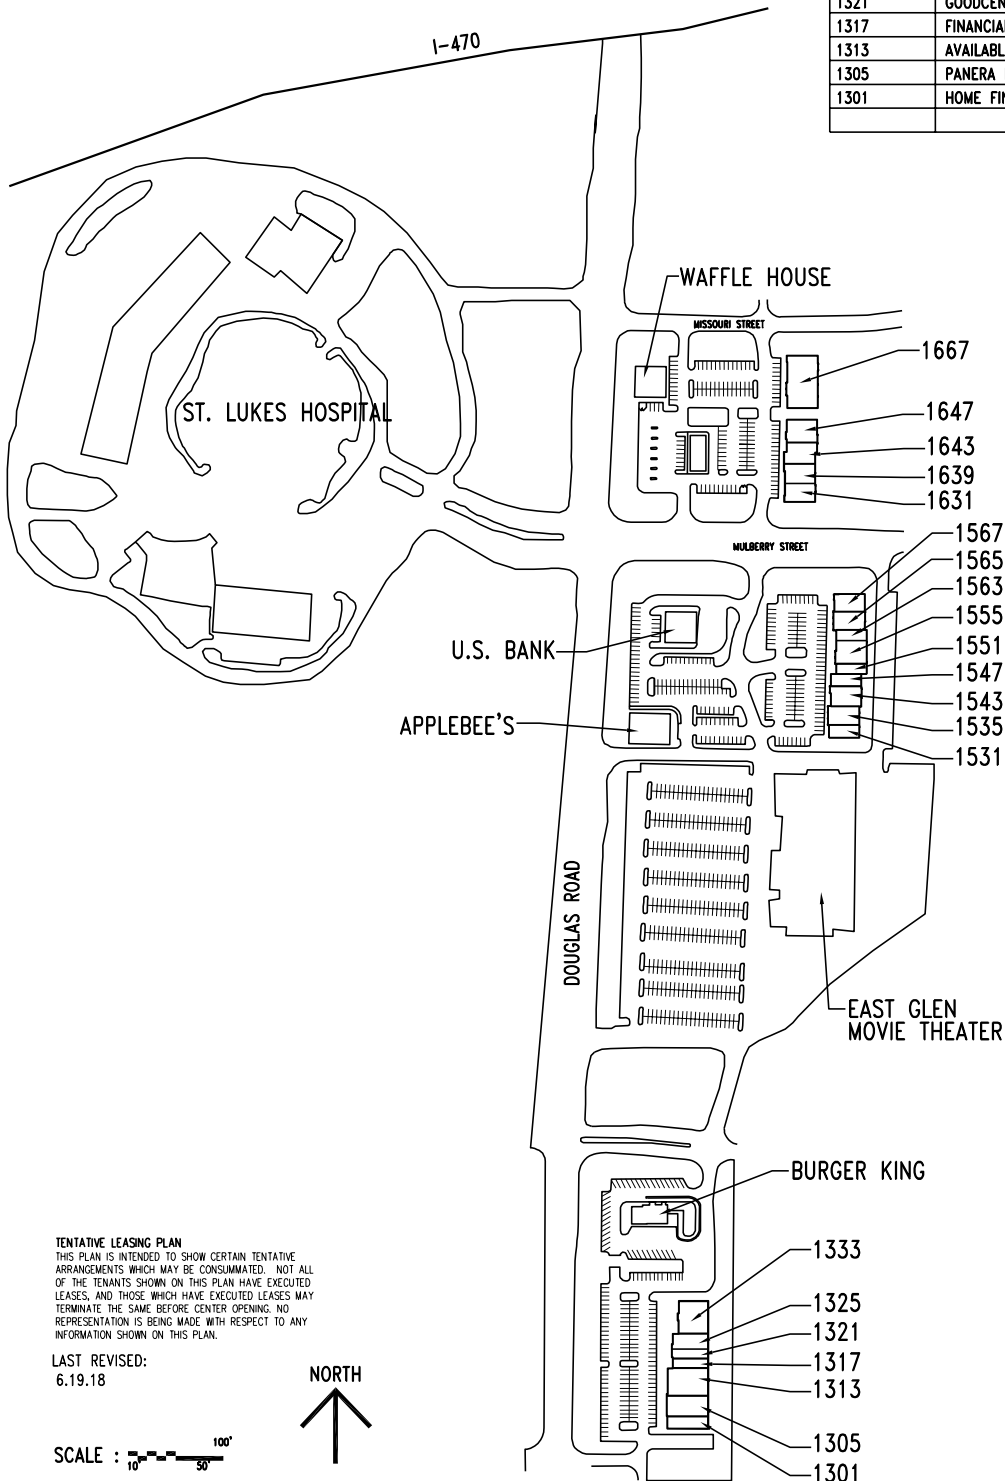 1321 GOODCEN
1317 FINANCIA
1313 AVAILABL
1305 PANERA
1301 HOME FIN
I-470
WAFFLE HOUSE
MISSOURI STREET
1667
ST. LUKES HOSPITAL
1647
1643
1639
1631
MULBERRY STREET
1567
1565
1563
1555
1551
1547
1543
1535
1531
U.S. BANK
APPLEBEE'S
DOUGLAS ROAD
EAST GLEN
MOVIE THEATER
BURGER KING
1333
1325
1321
1317
1313
1305
1301
TENTATIVE LEASING PLAN
THIS PLAN IS INTENDED TO SHOW CERTAIN TENTATIVE
ARRANGEMENTS WHICH MAY BE CONSUMMATED. NOT ALL
OF THE TENANTS SHOWN ON THIS PLAN HAVE EXECUTED
LEASES, AND THOSE WHICH HAVE EXECUTED LEASES MAY
TERMINATE THE SAME BEFORE CENTER OPENING. NO
REPRESENTATION IS BEING MADE WITH RESPECT TO ANY
INFORMATION SHOWN ON THIS PLAN.
LAST REVISED:
6.19.18
NORTH
SCALE : 10' 50' 100'